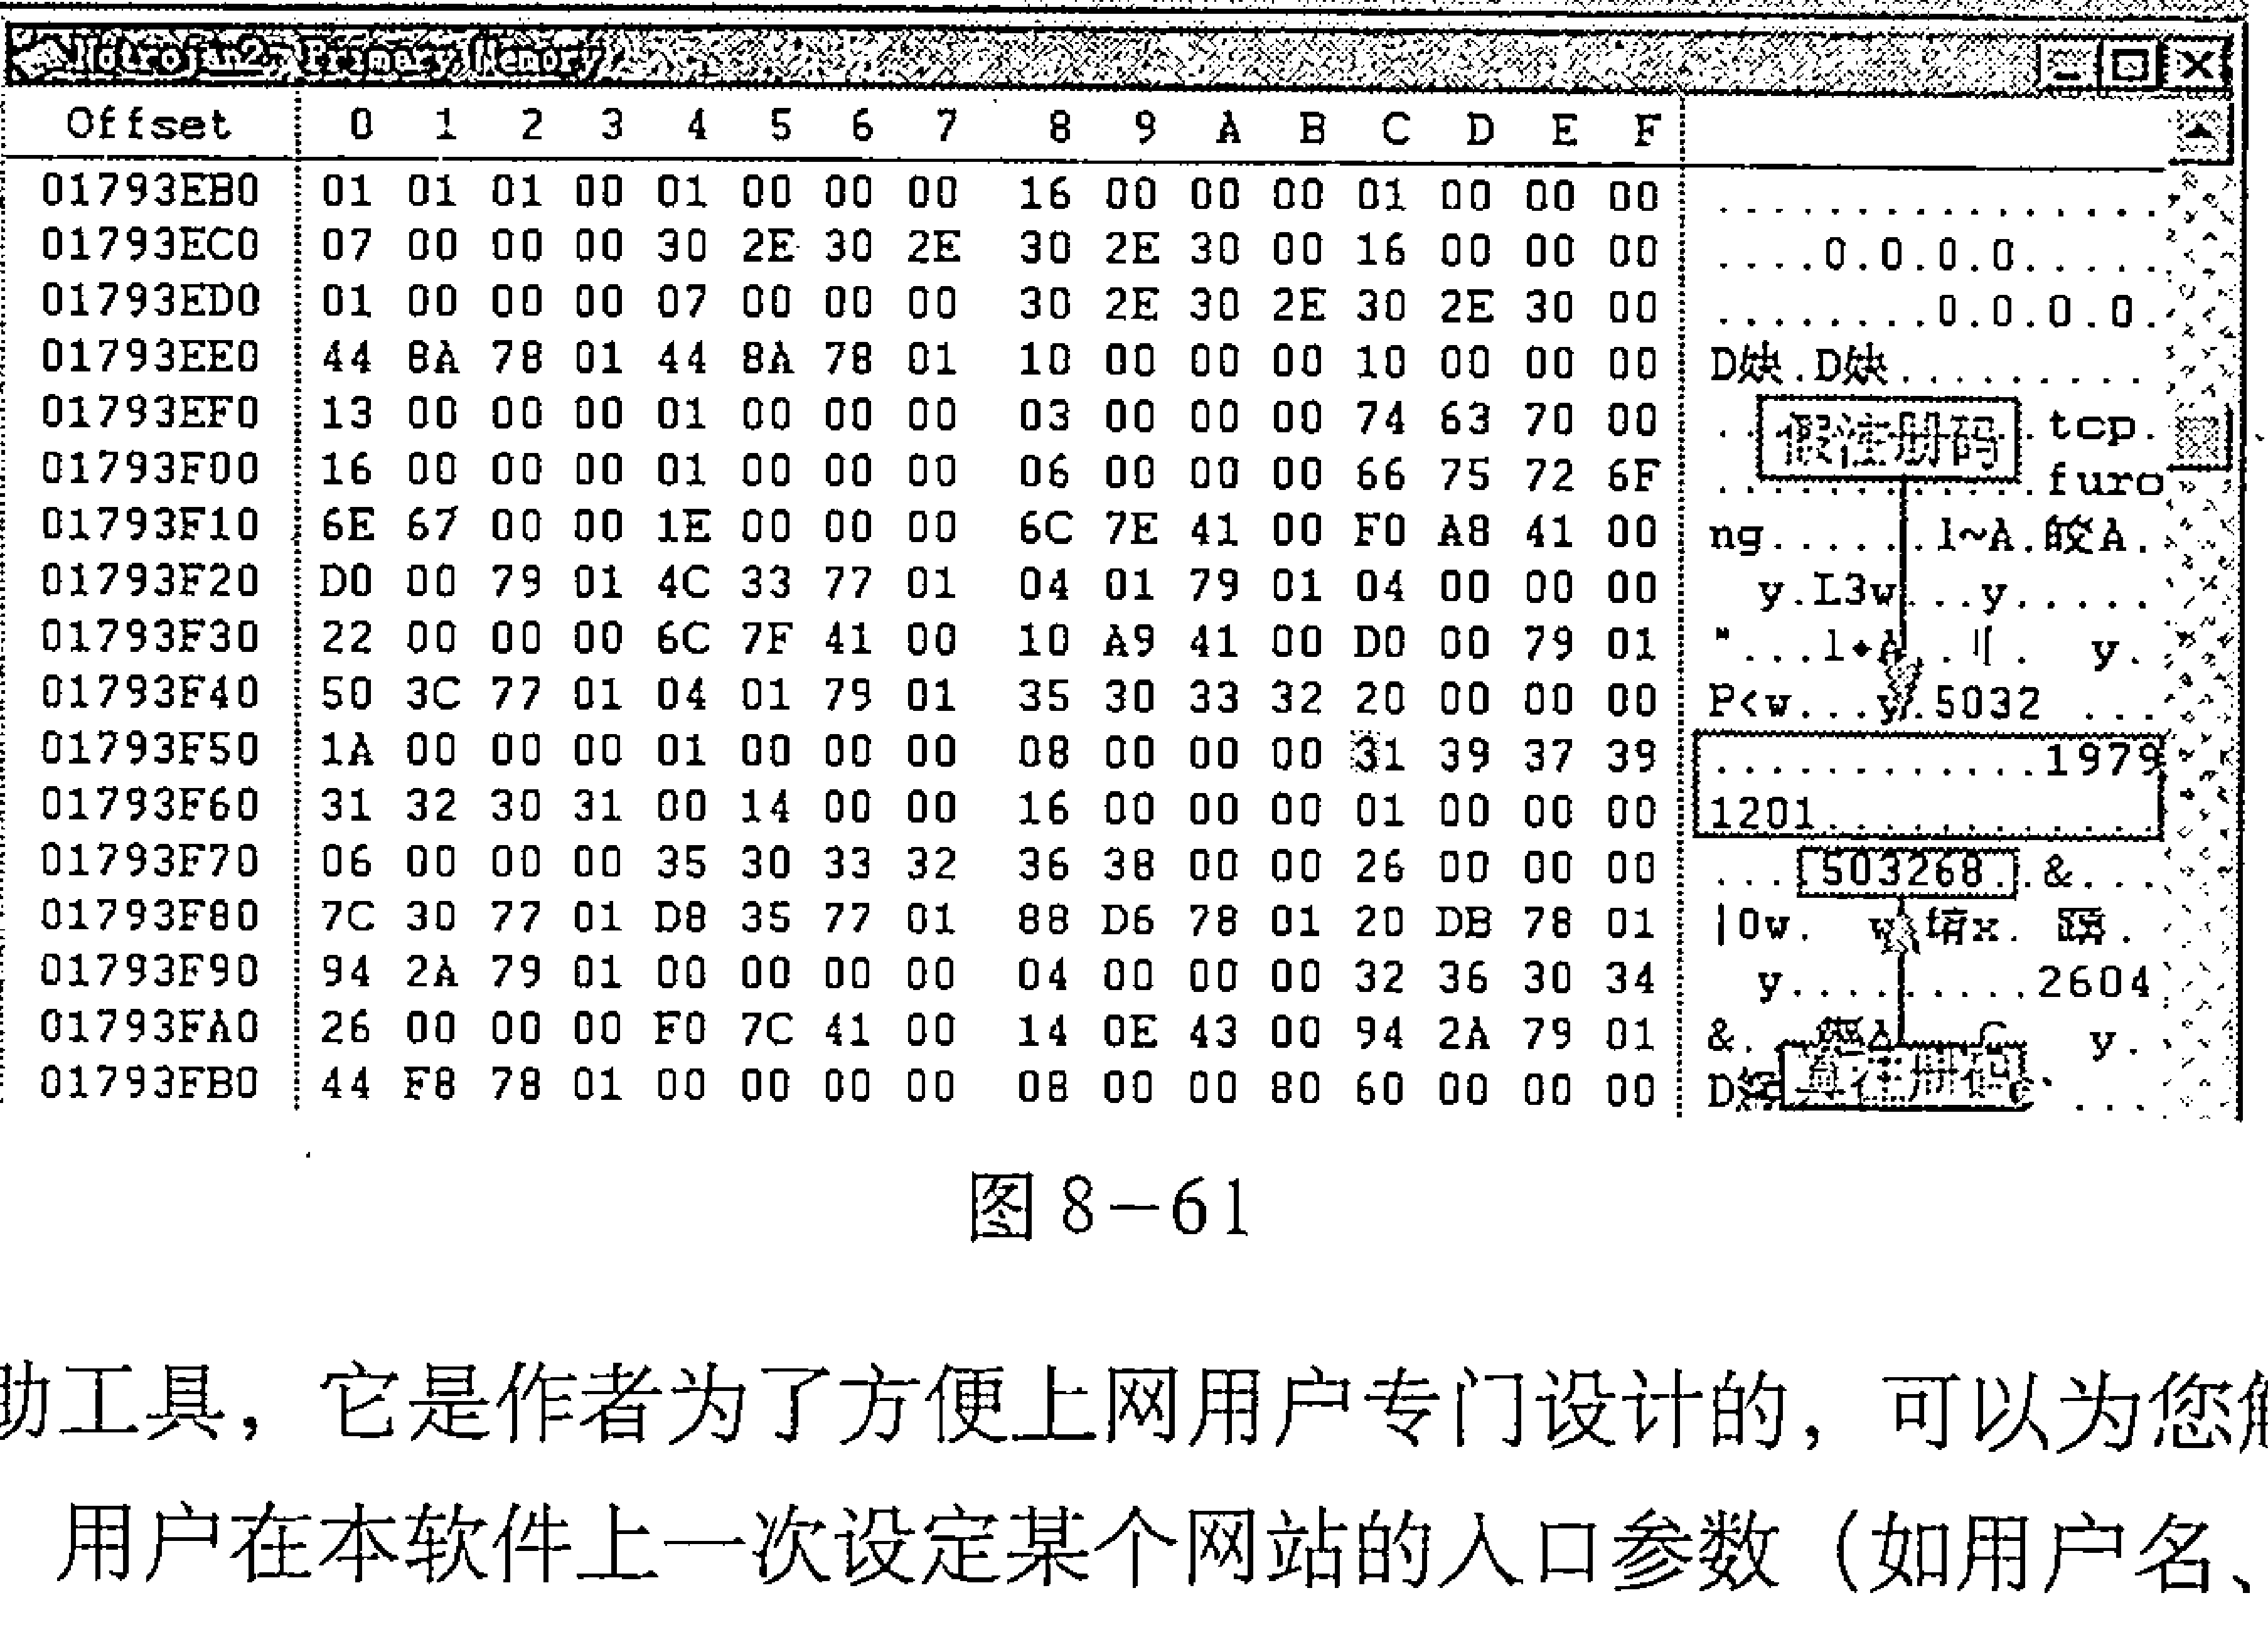 Notrojan2, Primary Memory
Offset 0 1 2 3 4 5 6 7 8 9 A B C D E F
01793EB0 01 01 01 00 01 00 00 00 16 00 00 00 01 00 00 00 ................
01793EC0 07 00 00 00 30 2E 30 2E 30 2E 30 00 16 00 00 00 ....0.0.0.0.....
01793ED0 01 00 00 00 07 00 00 00 30 2E 30 2E 30 2E 30 00 ........0.0.0.0.
01793EE0 44 8A 78 01 44 8A 78 01 10 00 00 00 10 00 00 00 D妜.D妜.........
01793EF0 13 00 00 00 01 00 00 00 03 00 00 00 74 63 70 00 .. 假注册码 .tcp.
01793F00 16 00 00 00 01 00 00 00 06 00 00 00 66 75 72 6F ............furo
01793F10 6E 67 00 00 1E 00 00 00 6C 7E 41 00 F0 A8 41 00 ng......l~A.皎A.
01793F20 D0 00 79 01 4C 33 77 01 04 01 79 01 04 00 00 00 y.L3w...y.....
01793F30 22 00 00 00 6C 7F 41 00 10 A9 41 00 D0 00 79 01 "...l A.. . y.
01793F40 50 3C 77 01 04 01 79 01 35 30 33 32 20 00 00 00 P<w...y.5032 ...
01793F50 1A 00 00 00 01 00 00 00 08 00 00 00 31 39 37 39 ............1979
01793F60 31 32 30 31 00 14 00 00 16 00 00 00 01 00 00 00 1201............
01793F70 06 00 00 00 35 30 33 32 36 38 00 00 26 00 00 00 ...503268..&...
01793F80 7C 30 77 01 D8 35 77 01 88 D6 78 01 20 DB 78 01 |0w. w x. .
01793F90 94 2A 79 01 00 00 00 00 04 00 00 00 32 36 30 34 y.........2604
01793FA0 26 00 00 00 F0 7C 41 00 14 0E 43 00 94 2A 79 01 &. y.
01793FB0 44 F8 78 01 00 00 00 00 08 00 00 80 60 00 00 00 D 真注册码 ...
图 8-61
助工具，它是作者为了方便上网用户专门设计的，可以为您解
用户在本软件上一次设定某个网站的入口参数（如用户名、